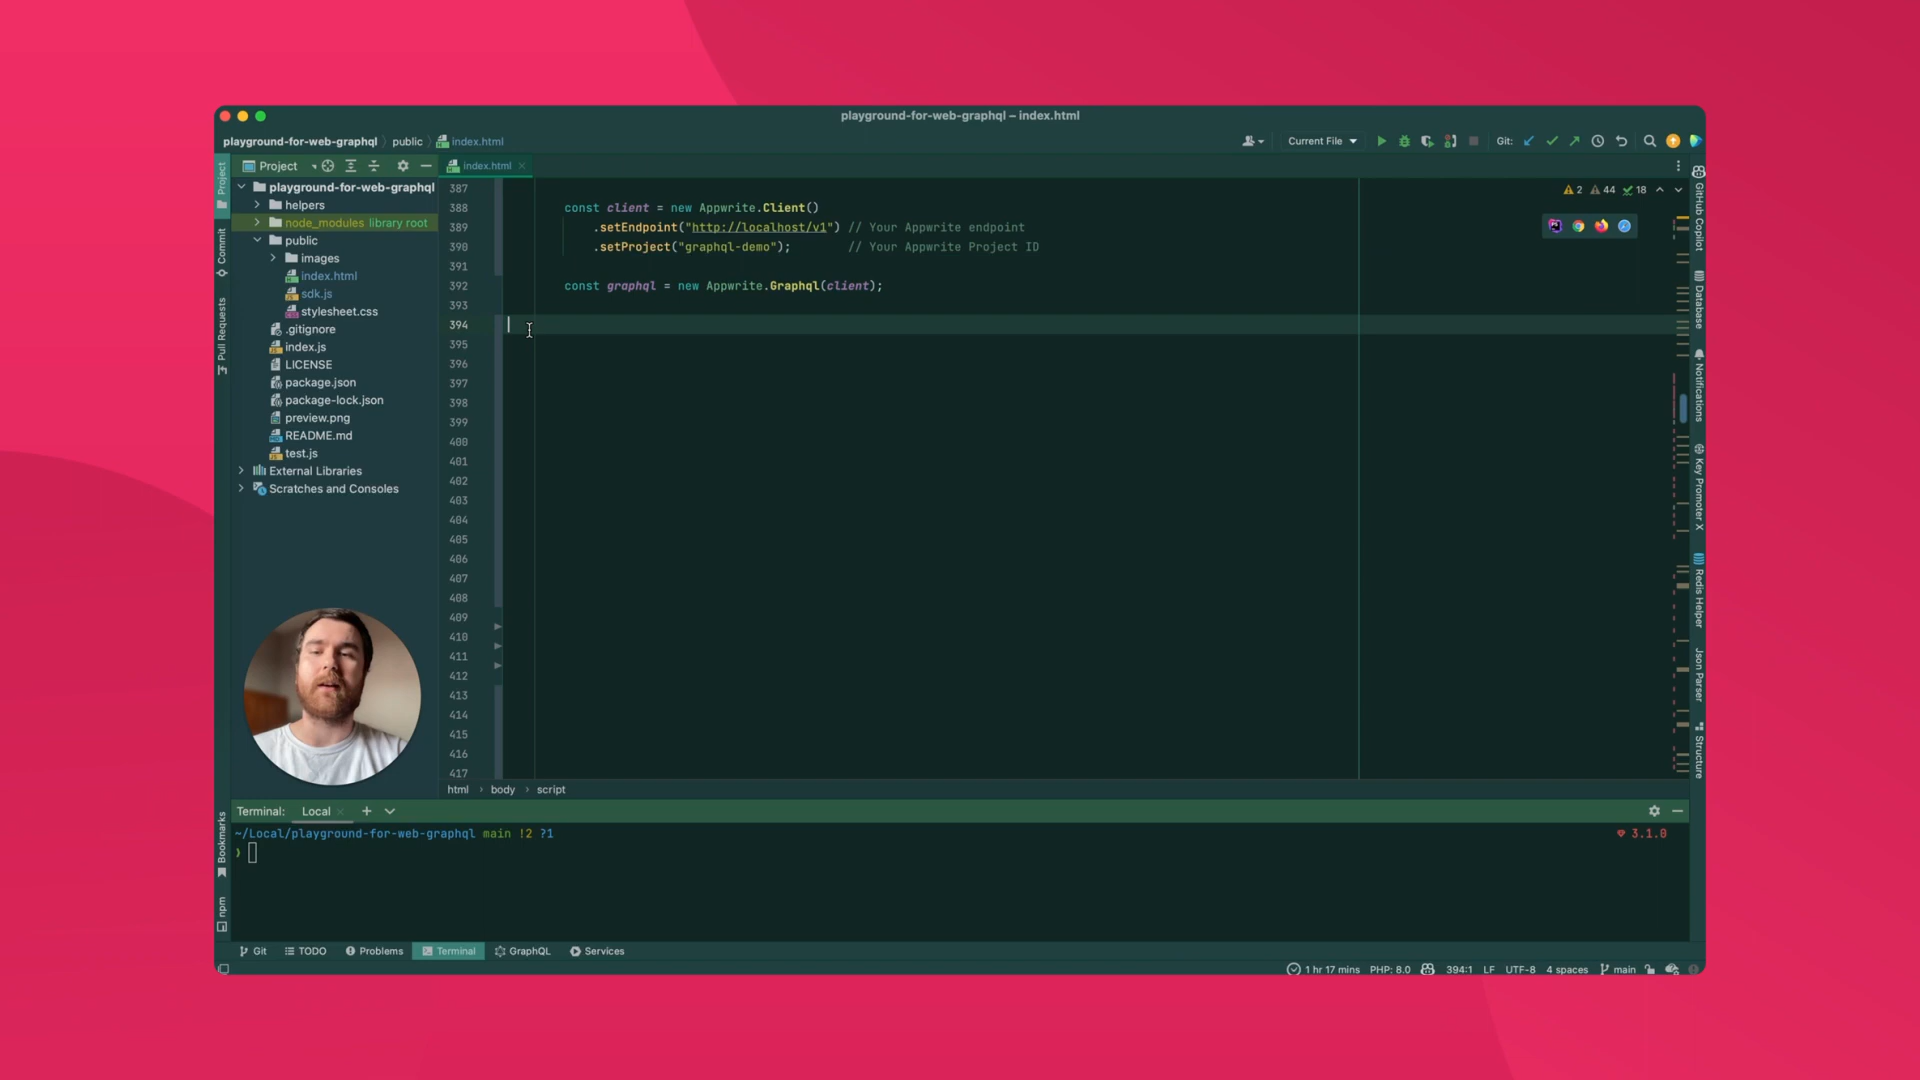 playground-for-web-graphql – index.html
playground-for-web-graphql › public › index.html
Current File
Git:
Project
index.html
playground-for-web-graphql
helpers
node_modules library root
public
images
index.html
sdk.js
stylesheet.css
.gitignore
index.js
LICENSE
package.json
package-lock.json
preview.png
README.md
test.js
External Libraries
Scratches and Consoles
Project
Commit
Pull Requests
Bookmarks
npm
2 44 18
387
388 const client = new Appwrite.Client()
389 .setEndpoint("http://localhost/v1") // Your Appwrite endpoint
390 .setProject("graphql-demo"); // Your Appwrite Project ID
391
392 const graphql = new Appwrite.Graphql(client);
393
394
395
396
397
398
399
400
401
402
403
404
405
406
407
408
409
410
411
412
413
414
415
416
417
GitHub Copilot
Database
Notifications
Key Promoter X
Redis Helper
Json Parser
Structure
html › body › script
Terminal: Local
~/Local/playground-for-web-graphql main !2 ?1
3.1.0
Git TODO Problems Terminal GraphQL Services
1 hr 17 mins PHP: 8.0 394:1 LF UTF-8 4 spaces main